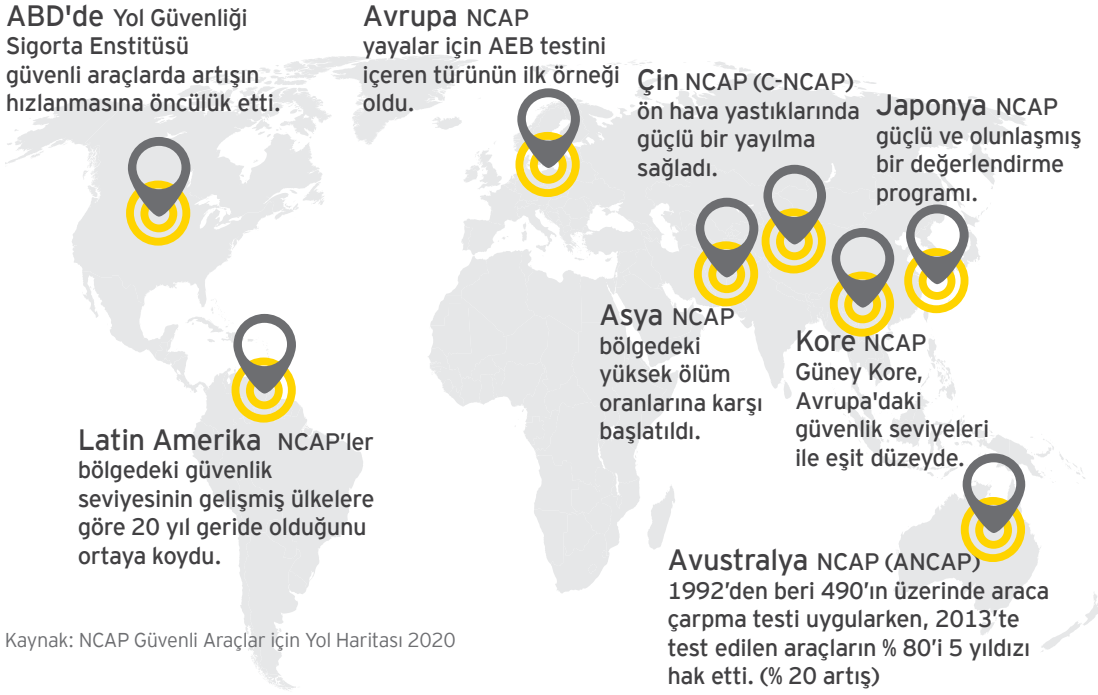 ABD'de Yol Güvenliği
Sigorta Enstitüsü
güvenli araçlarda artışın
hızlanmasına öncülük etti.
Avrupa NCAP
yayalar için AEB testini
içeren türünün ilk örneği
oldu.
Çin NCAP (C-NCAP)
ön hava yastıklarında
güçlü bir yayılma
sağladı.
Japonya NCAP
güçlü ve olunlaşmış
bir değerlendirme
programı.
Asya NCAP
bölgedeki
yüksek ölüm
oranlarına karşı
başlatıldı.
Kore NCAP
Güney Kore,
Avrupa'daki
güvenlik seviyeleri
ile eşit düzeyde.
Latin Amerika NCAP’ler
bölgedeki güvenlik
seviyesinin gelişmiş ülkelere
göre 20 yıl geride olduğunu
ortaya koydu.
Avustralya NCAP (ANCAP)
1992’den beri 490’ın üzerinde araca
çarpma testi uygularken, 2013’te
test edilen araçların % 80’i 5 yıldızı
hak etti. (% 20 artış)
Kaynak: NCAP Güvenli Araçlar için Yol Haritası 2020